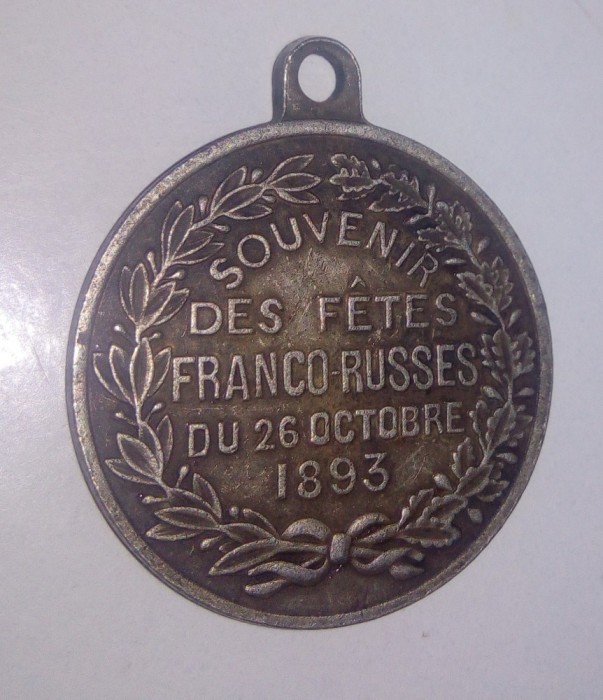 SOUVENIR
DES FÊTES
FRANCO-RUSSES
DU 26 OCTOBRE
1893